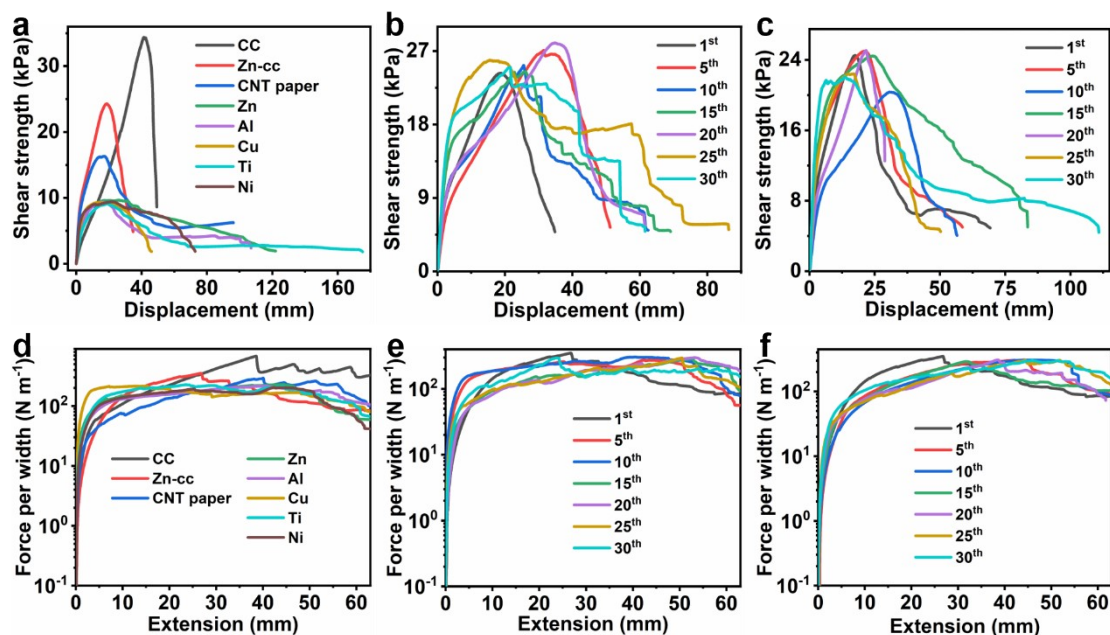 a
Shear strength (kPa)
30
20
10
0
CC
Zn-cc
CNT paper
Zn
Al
Cu
Ti
Ni
0 40 80 120 160
Displacement (mm)
b
Shear strength (kPa)
27
18
9
0
1st
5th
10th
15th
20th
25th
30th
0 20 40 60 80
Displacement (mm)
c
Shear strength (kPa)
28
24
20
16
12
8
4
0
1st
5th
10th
15th
20th
25th
30th
0 25 50 75 100
Displacement (mm)
d
Force per width (N m-1)
10²
10¹
10⁰
10⁻¹
CC
Zn-cc
CNT paper
Zn
Al
Cu
Ti
Ni
0 10 20 30 40 50 60
Extension (mm)
e
Force per width (N m-1)
10²
10¹
10⁰
10⁻¹
1st
5th
10th
15th
20th
25th
30th
0 10 20 30 40 50 60
Extension (mm)
f
Force per width (N m-1)
10²
10¹
10⁰
10⁻¹
1st
5th
10th
15th
20th
25th
30th
0 10 20 30 40 50 60
Extension (mm)